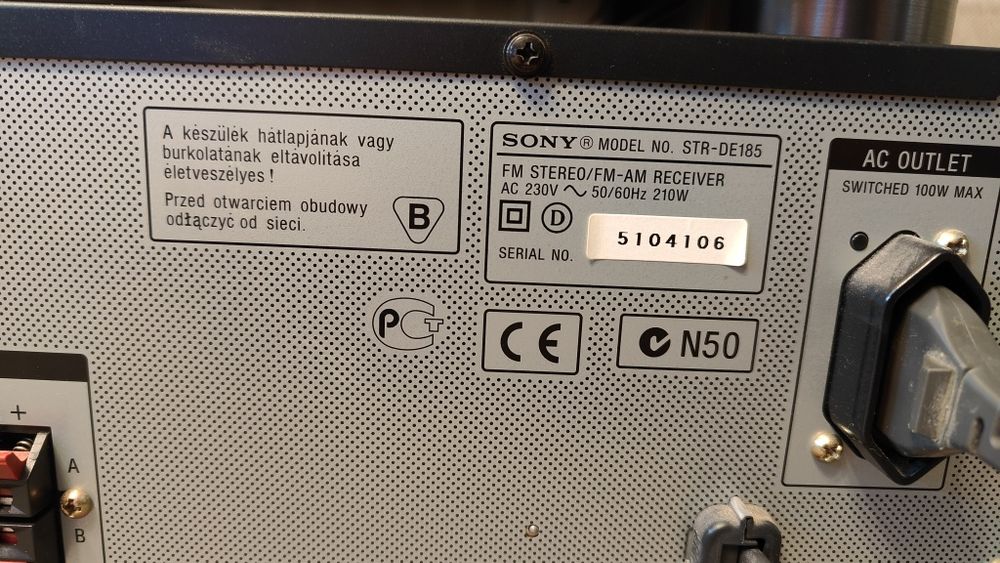 A készülék hátlapjának vagy
burkolatának eltávolitása
életveszélyes !
Przed otwarciem obudowy
odłączyć od sieci.
B
SONY® MODEL NO. STR-DE185
FM STEREO/FM-AM RECEIVER
AC 230V ～ 50/60Hz 210W
D
SERIAL NO. 5104106
PCT
CE
N50
AC OUTLET
SWITCHED 100W MAX
+
A
B